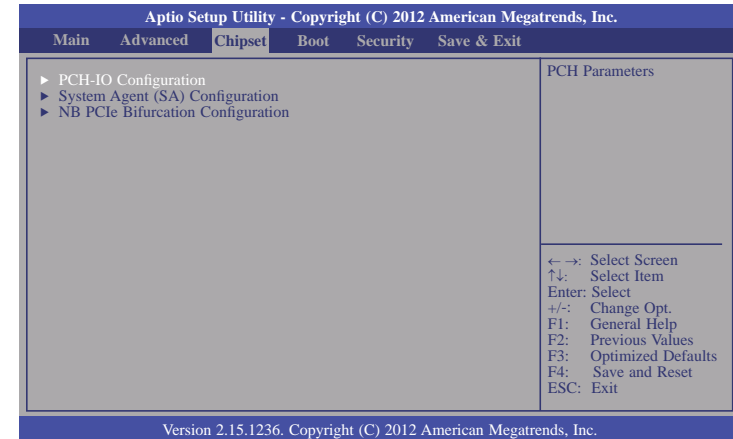 Aptio Setup Utility - Copyright (C) 2012 American Megatrends, Inc.
Main Advanced Chipset Boot Security Save & Exit
► PCH-IO Configuration
► System Agent (SA) Configuration
► NB PCIe Bifurcation Configuration
PCH Parameters
← →: Select Screen
↑↓: Select Item
Enter: Select
+/-: Change Opt.
F1: General Help
F2: Previous Values
F3: Optimized Defaults
F4: Save and Reset
ESC: Exit
Version 2.15.1236. Copyright (C) 2012 American Megatrends, Inc.